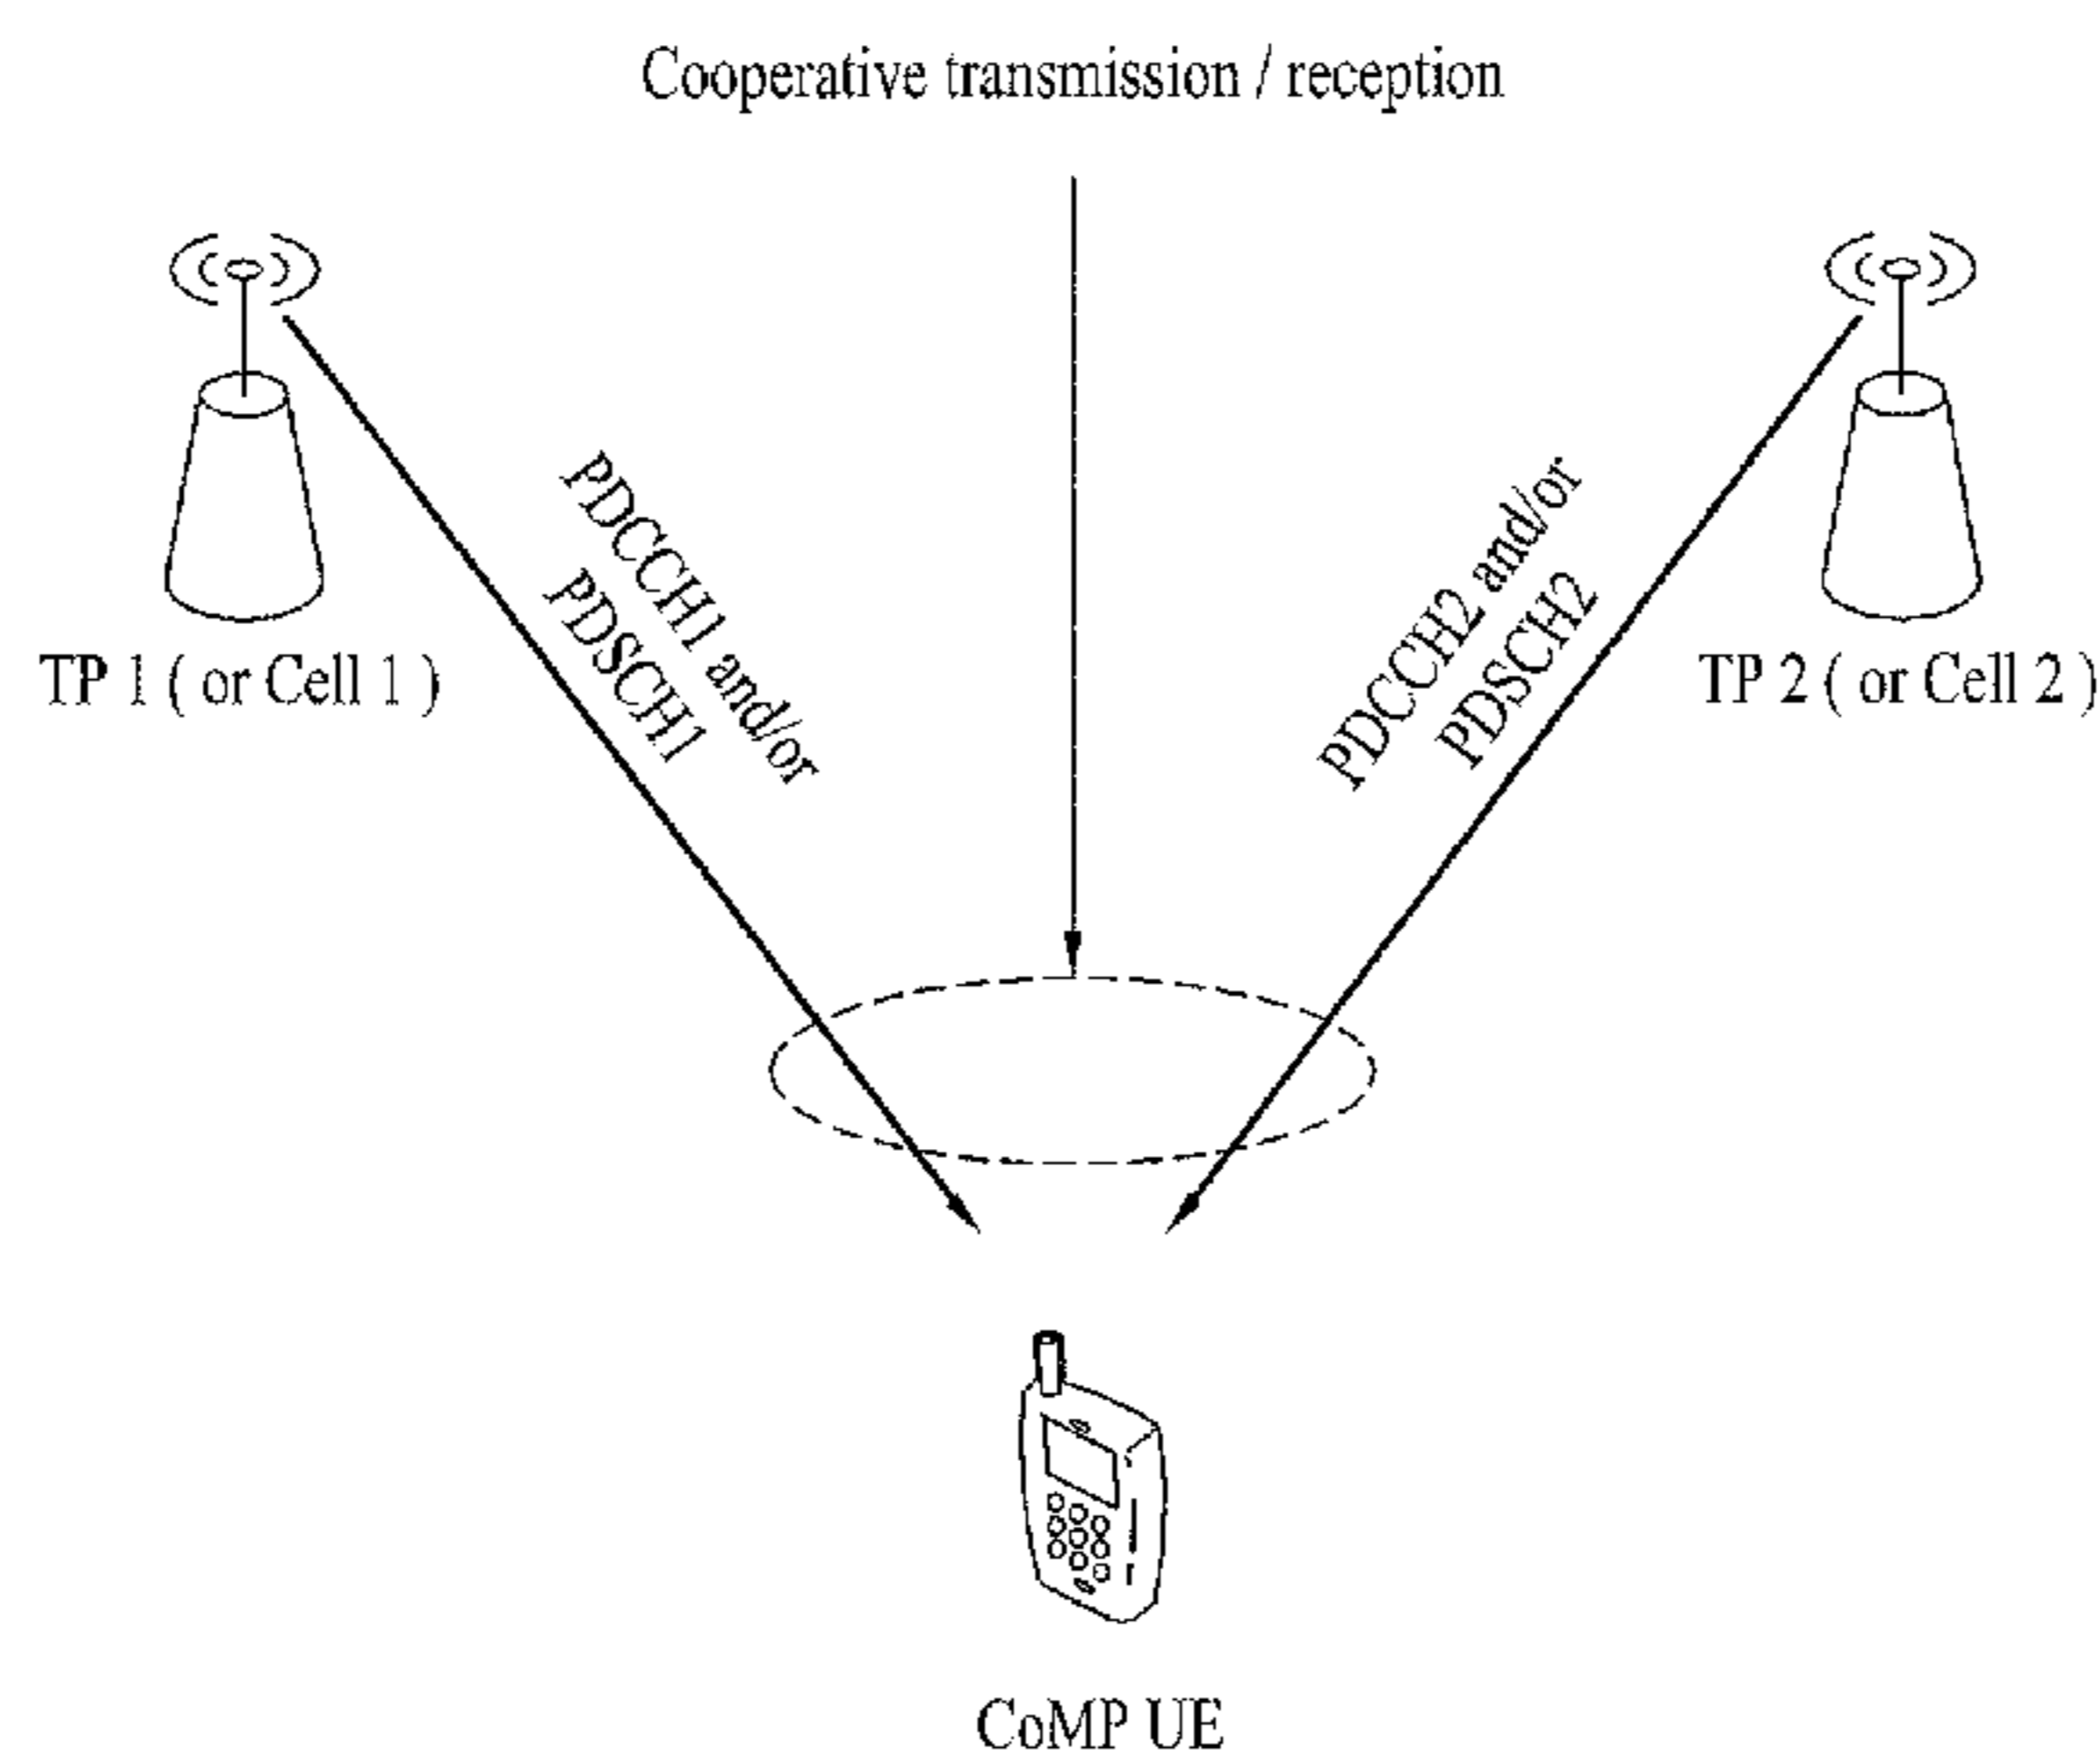 Cooperative transmission / reception
PDCCH1 and/or
PDSCH1
PDCCH2 and/or
PDSCH2
TP 1 ( or Cell 1 )
TP 2 ( or Cell 2 )
CoMP UE